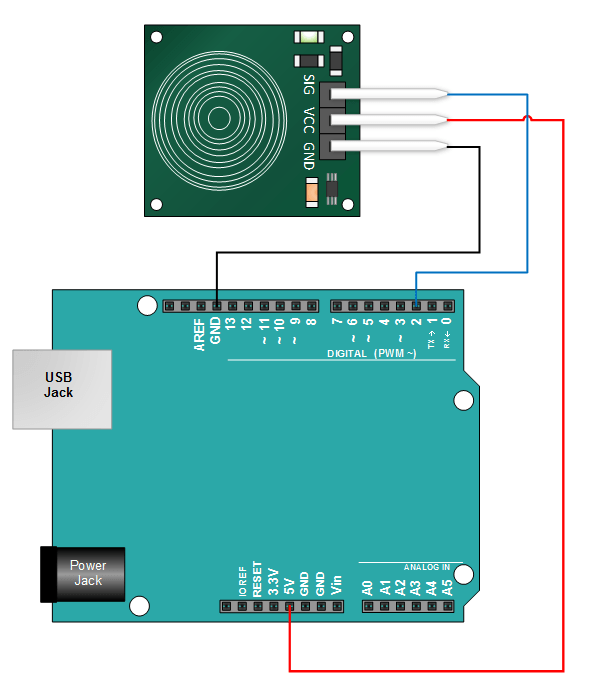 SIG VCC GND
AREF GND 13 12 ~ 11 ~ 10 ~ 9 8 7 ~ 6 ~ 5 4 ~ 3 2 TX → 1 RX ← 0
DIGITAL (PWM ~)
USB
Jack
Power
Jack
ANALOG IN
IOREF RESET 3.3V 5V GND GND Vin A0 A1 A2 A3 A4 A5